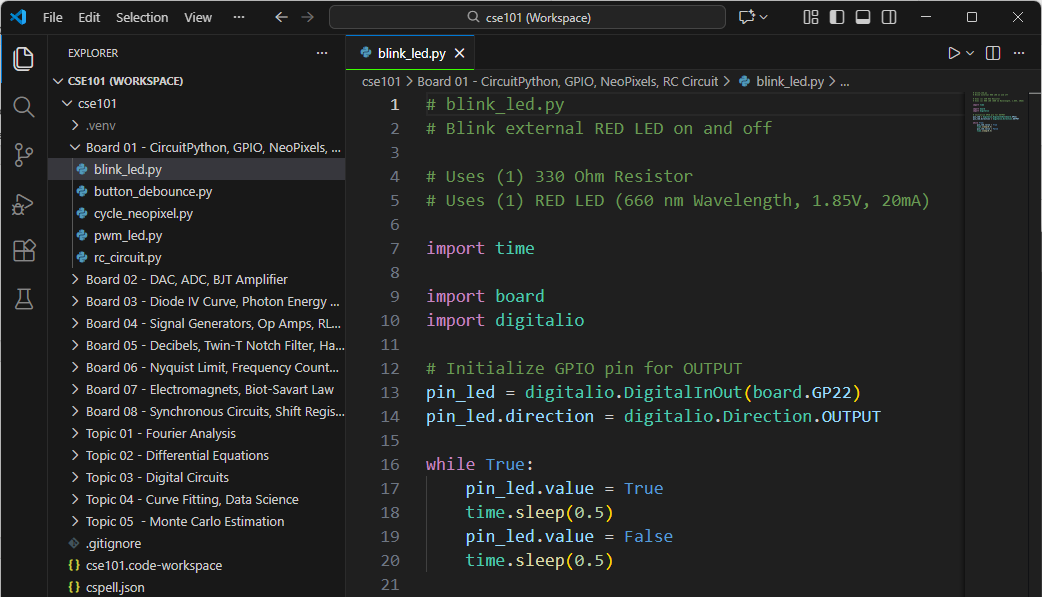 File Edit Selection View ··· cse101 (Workspace)
EXPLORER ···
CSE101 (WORKSPACE)
cse101
.venv
Board 01 - CircuitPython, GPIO, NeoPixels, ...
blink_led.py
button_debounce.py
cycle_neopixel.py
pwm_led.py
rc_circuit.py
Board 02 - DAC, ADC, BJT Amplifier
Board 03 - Diode IV Curve, Photon Energy ...
Board 04 - Signal Generators, Op Amps, RL...
Board 05 - Decibels, Twin-T Notch Filter, Ha...
Board 06 - Nyquist Limit, Frequency Count...
Board 07 - Electromagnets, Biot-Savart Law
Board 08 - Synchronous Circuits, Shift Regis...
Topic 01 - Fourier Analysis
Topic 02 - Differential Equations
Topic 03 - Digital Circuits
Topic 04 - Curve Fitting, Data Science
Topic 05  - Monte Carlo Estimation
.gitignore
{} cse101.code-workspace
{} cspell.json
blink_led.py
cse101 > Board 01 - CircuitPython, GPIO, NeoPixels, RC Circuit > blink_led.py > ...
1 # blink_led.py
2 # Blink external RED LED on and off
3
4 # Uses (1) 330 Ohm Resistor
5 # Uses (1) RED LED (660 nm Wavelength, 1.85V, 20mA)
6
7 import time
8
9 import board
10 import digitalio
11
12 # Initialize GPIO pin for OUTPUT
13 pin_led = digitalio.DigitalInOut(board.GP22)
14 pin_led.direction = digitalio.Direction.OUTPUT
15
16 while True:
17     pin_led.value = True
18     time.sleep(0.5)
19     pin_led.value = False
20     time.sleep(0.5)
21